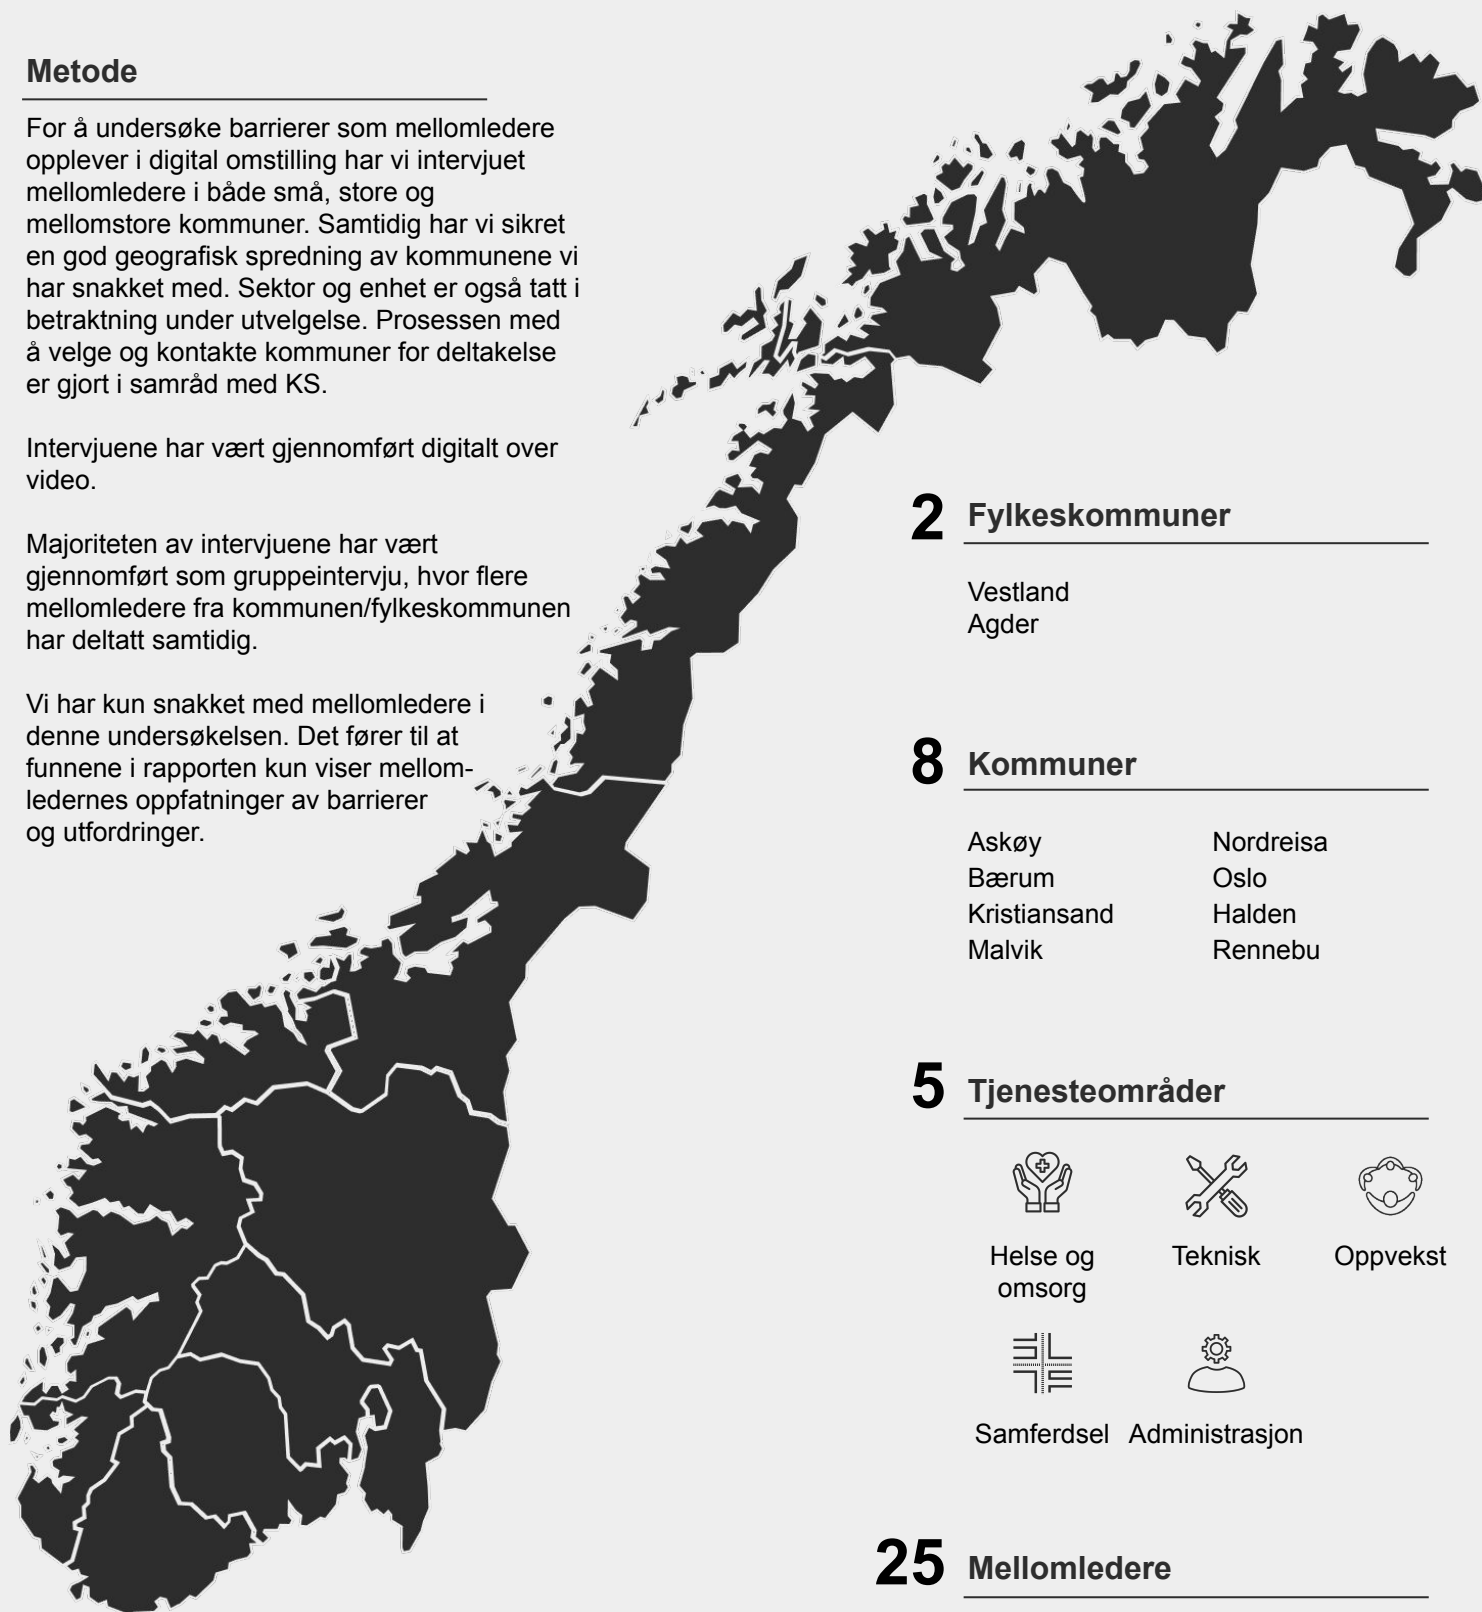 Metode
For å undersøke barrierer som mellomledere
opplever i digital omstilling har vi intervjuet
mellomledere i både små, store og
mellomstore kommuner. Samtidig har vi sikret
en god geografisk spredning av kommunene vi
har snakket med. Sektor og enhet er også tatt i
betraktning under utvelgelse. Prosessen med
å velge og kontakte kommuner for deltakelse
er gjort i samråd med KS.
Intervjuene har vært gjennomført digitalt over
video.
Majoriteten av intervjuene har vært
gjennomført som gruppeintervju, hvor flere
mellomledere fra kommunen/fylkeskommunen
har deltatt samtidig.
Vi har kun snakket med mellomledere i
denne undersøkelsen. Det fører til at
funnene i rapporten kun viser mellom-
ledernes oppfatninger av barrierer
og utfordringer.
2 Fylkeskommuner
Vestland
Agder
8 Kommuner
Askøy
Bærum
Kristiansand
Malvik
Nordreisa
Oslo
Halden
Rennebu
5 Tjenesteområder
Helse og
omsorg
Teknisk
Oppvekst
Samferdsel
Administrasjon
25 Mellomledere